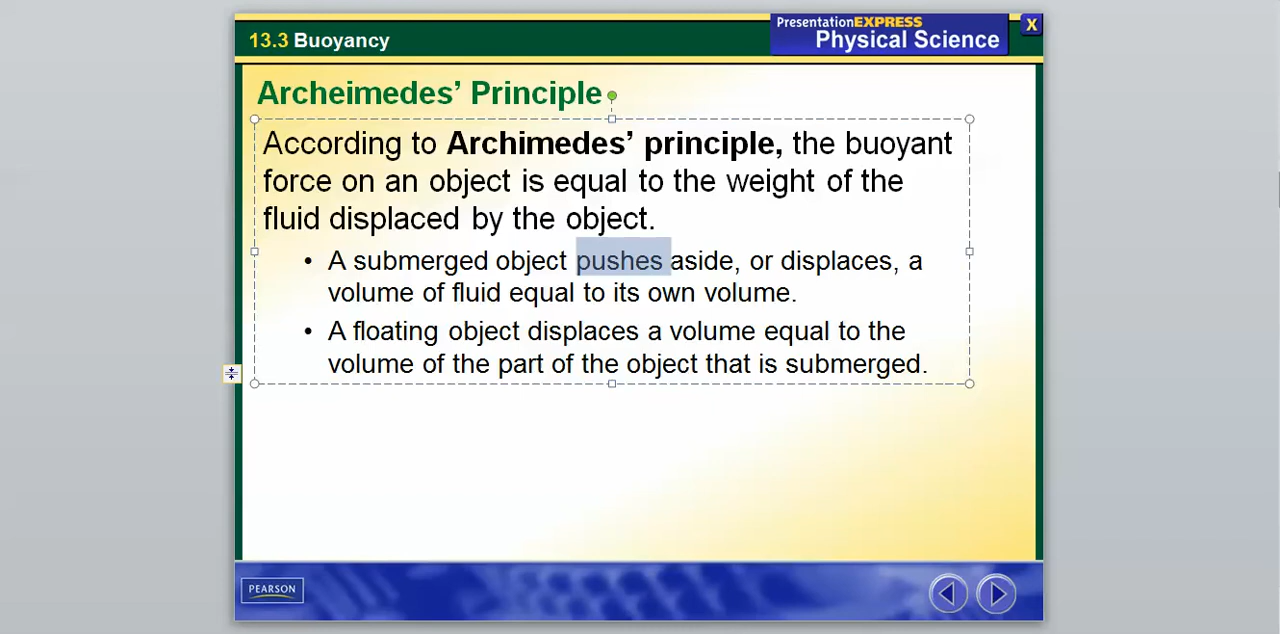 13.3 Buoyancy
PresentationEXPRESS
Physical Science
X
Archeimedes’ Principle
According to Archimedes’ principle, the buoyant
force on an object is equal to the weight of the
fluid displaced by the object.
• A submerged object pushes aside, or displaces, a
volume of fluid equal to its own volume.
• A floating object displaces a volume equal to the
volume of the part of the object that is submerged.
PEARSON